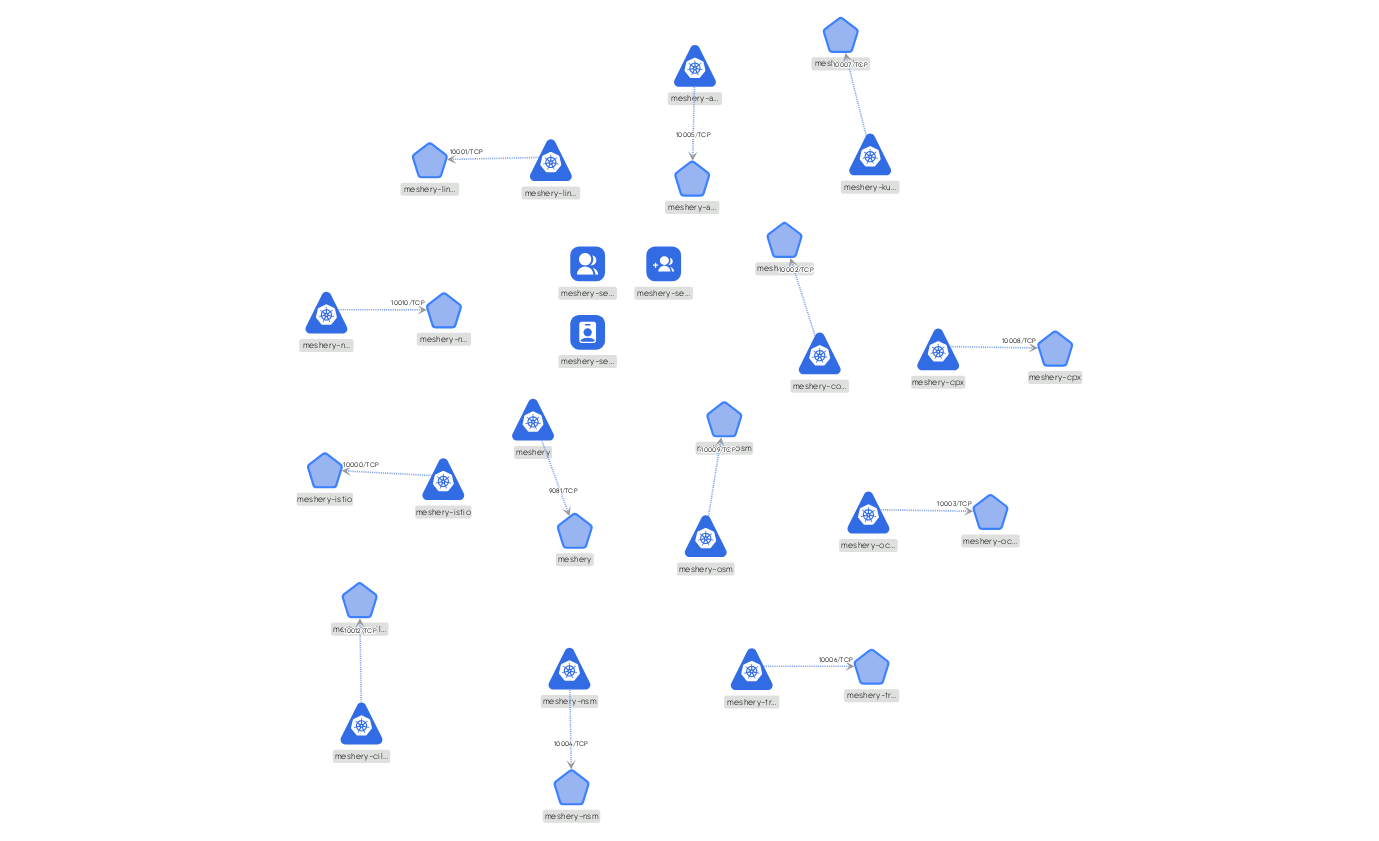 10007/TCP
meshery-a...
10005/TCP
10001/TCP
meshery-lin...
meshery-lin...
meshery-ku...
meshery-a...
10002/TCP
meshery-se...
meshery-se...
10010/TCP
meshery-n...
meshery-n...
10008/TCP
meshery-se...
meshery-co...
meshery-cpx
meshery-cpx
meshery
10009/TCP
10000/TCP
meshery-istio
meshery-istio
9081/TCP
10003/TCP
meshery-oc...
meshery-oc...
meshery
meshery-osm
10012/TCP
10006/TCP
meshery-nsm
meshery-tr...
meshery-tr...
10004/TCP
meshery-cil...
meshery-nsm